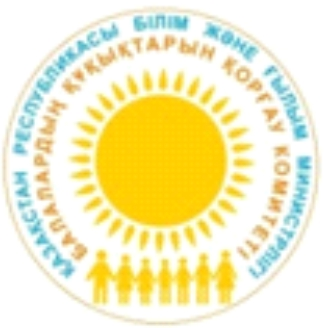 ҚАЗАҚСТАН РЕСПУБЛИКАСЫ БІЛІМ ЖӘНЕ ҒЫЛЫМ МИНИСТРЛІГІ
БАЛАЛАРДЫҢ ҚҰҚЫҚТАРЫН ҚОРҒАУ КОМИТЕТІ